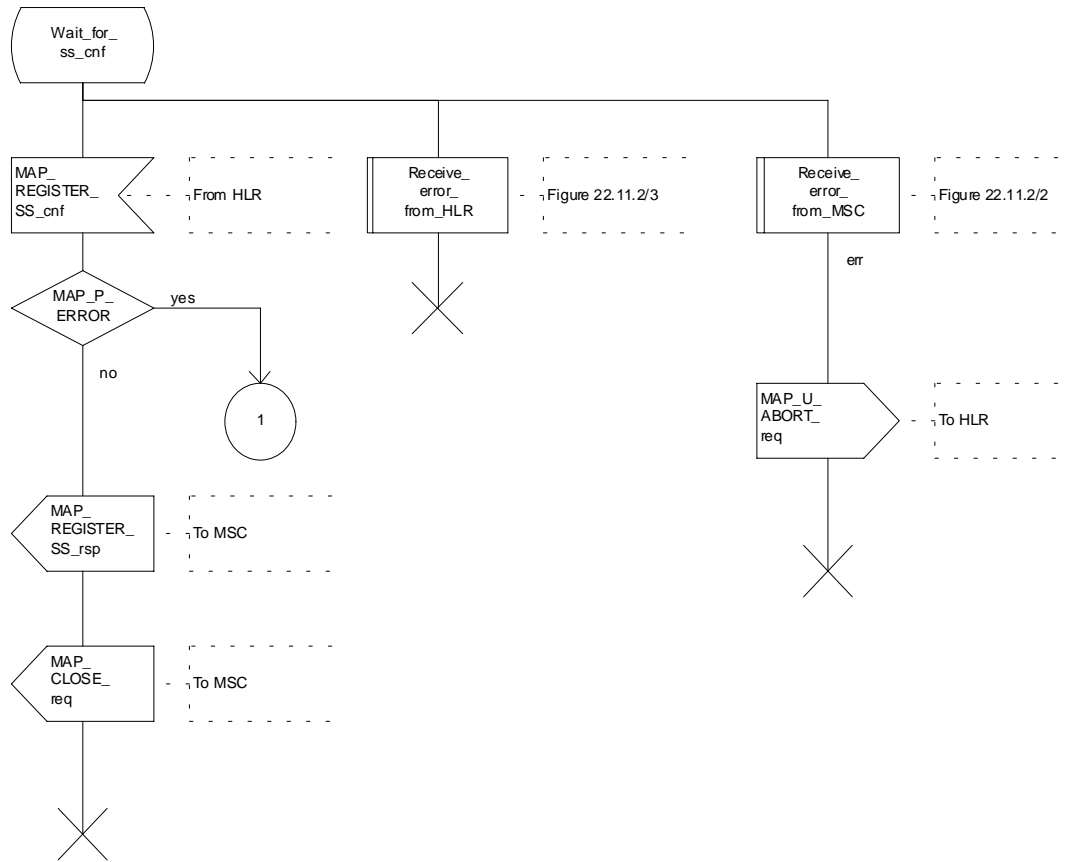 Wait_for_
ss_cnf
MAP_
REGISTER_
SS_cnf
From HLR
Receive_
error_
from_HLR
Figure 22.11.2/3
Receive_
error_
from_MSC
Figure 22.11.2/2
err
MAP_P_
ERROR
yes
no
1
MAP_U_
ABORT_
req
To HLR
MAP_
REGISTER_
SS_rsp
To MSC
MAP_
CLOSE_
req
To MSC